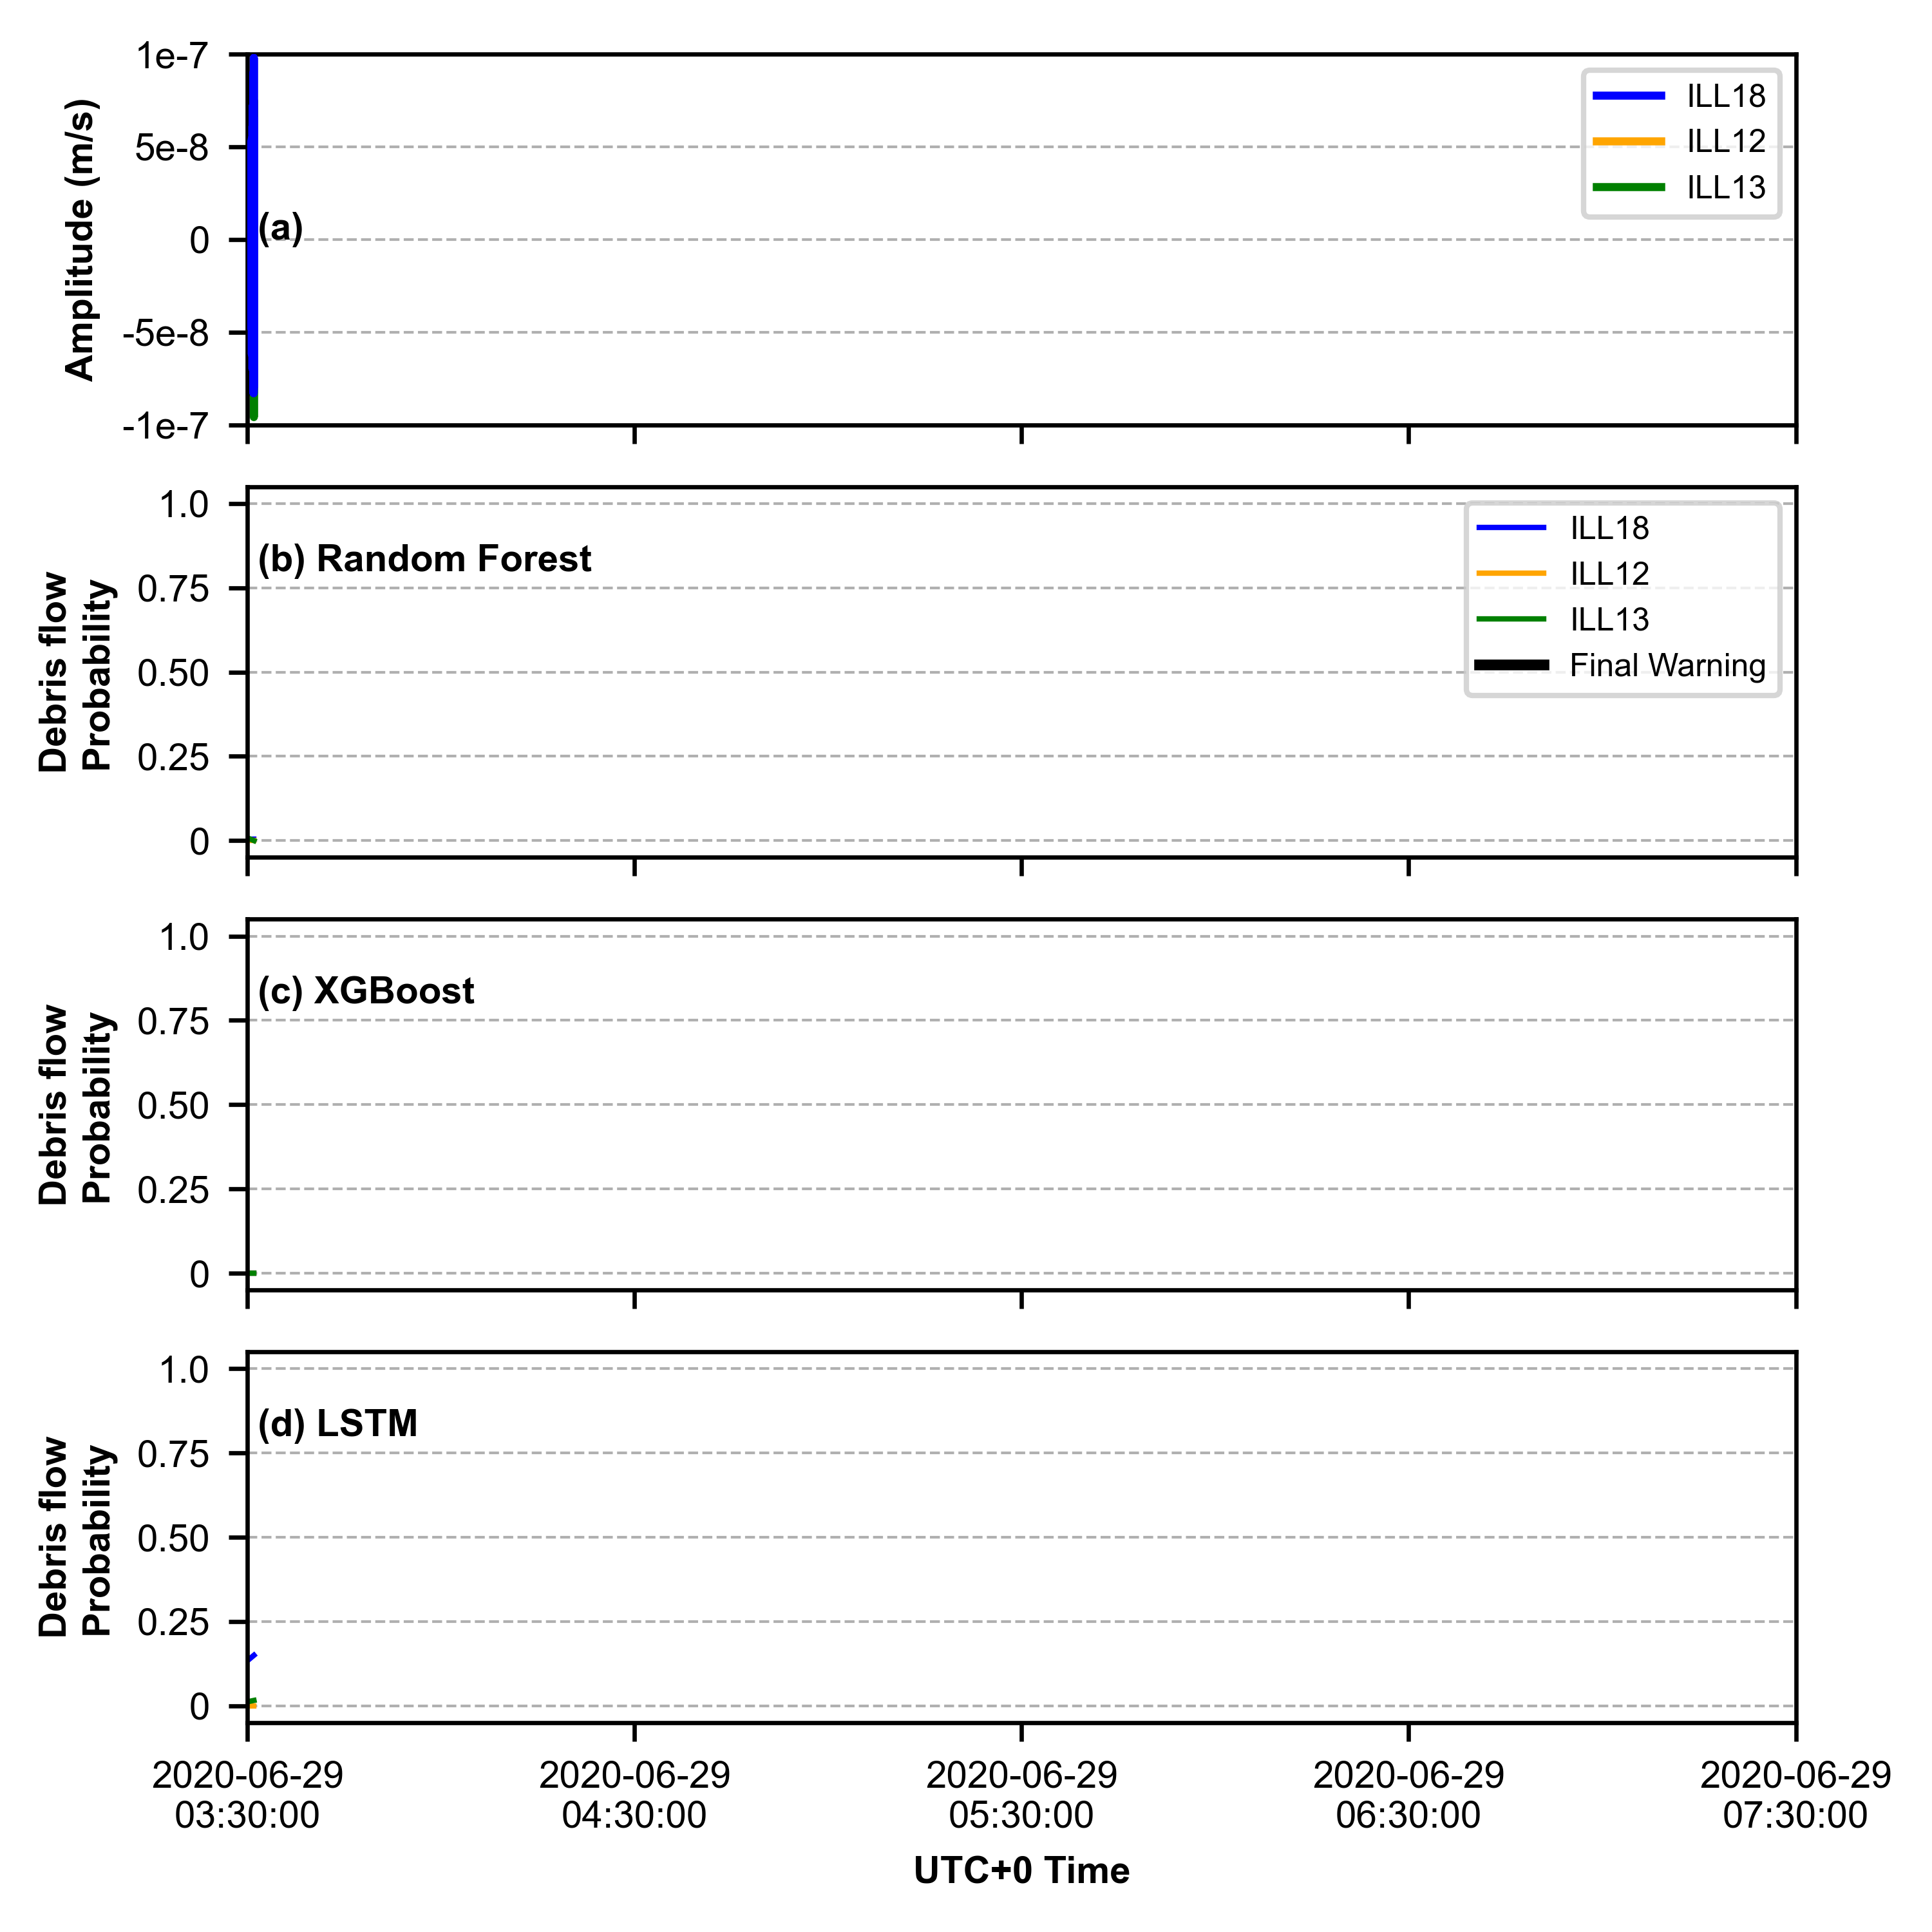 1e-7
5e-8
0
-5e-8
-1e-7
Amplitude (m/s)
(a)
ILL18
ILL12
ILL13
1.0
0.75
0.50
0.25
0
Debris flow
Probability
(b) Random Forest
ILL18
ILL12
ILL13
Final Warning
1.0
0.75
0.50
0.25
0
Debris flow
Probability
(c) XGBoost
1.0
0.75
0.50
0.25
0
Debris flow
Probability
(d) LSTM
2020-06-29
03:30:00
2020-06-29
04:30:00
2020-06-29
05:30:00
2020-06-29
06:30:00
2020-06-29
07:30:00
UTC+0 Time